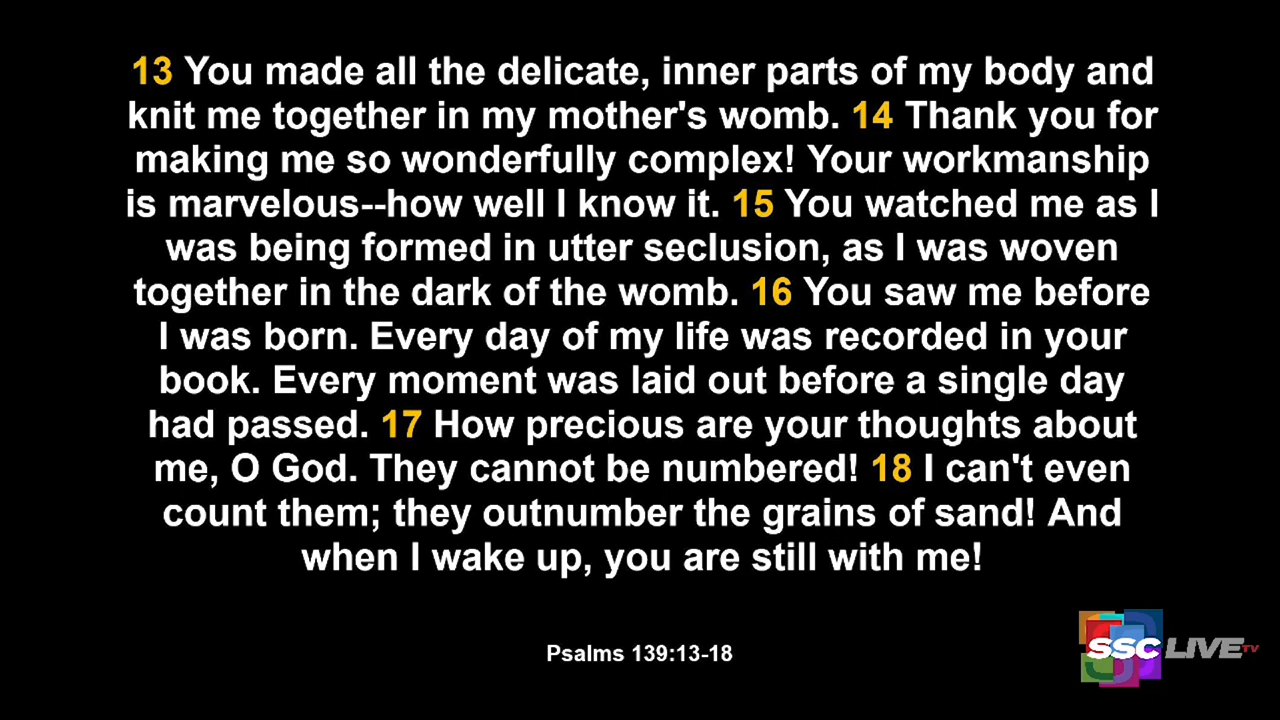 13 You made all the delicate, inner parts of my body and
knit me together in my mother's womb. 14 Thank you for
making me so wonderfully complex! Your workmanship
is marvelous--how well I know it. 15 You watched me as I
was being formed in utter seclusion, as I was woven
together in the dark of the womb. 16 You saw me before
I was born. Every day of my life was recorded in your
book. Every moment was laid out before a single day
had passed. 17 How precious are your thoughts about
me, O God. They cannot be numbered! 18 I can't even
count them; they outnumber the grains of sand! And
when I wake up, you are still with me!
Psalms 139:13-18
SSC LIVE TV